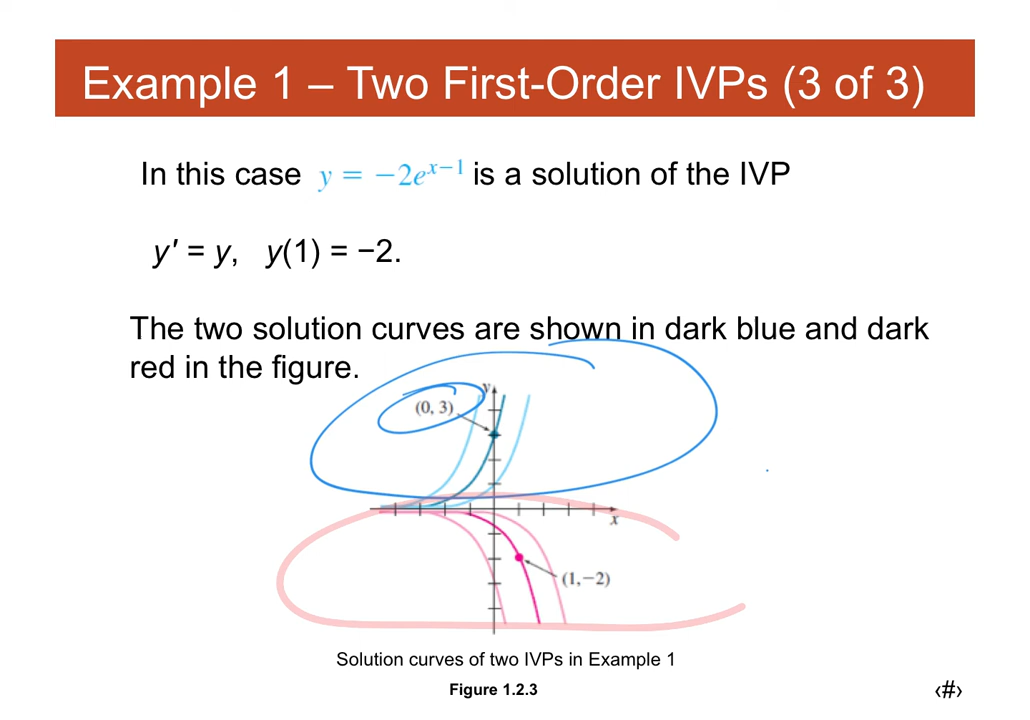 Example 1 – Two First-Order IVPs (3 of 3)
In this case y = −2eˣ⁻¹ is a solution of the IVP
y′ = y, y(1) = −2.
The two solution curves are shown in dark blue and dark
red in the figure.
y
(0, 3)
x
(1, −2)
Solution curves of two IVPs in Example 1
Figure 1.2.3
‹#›